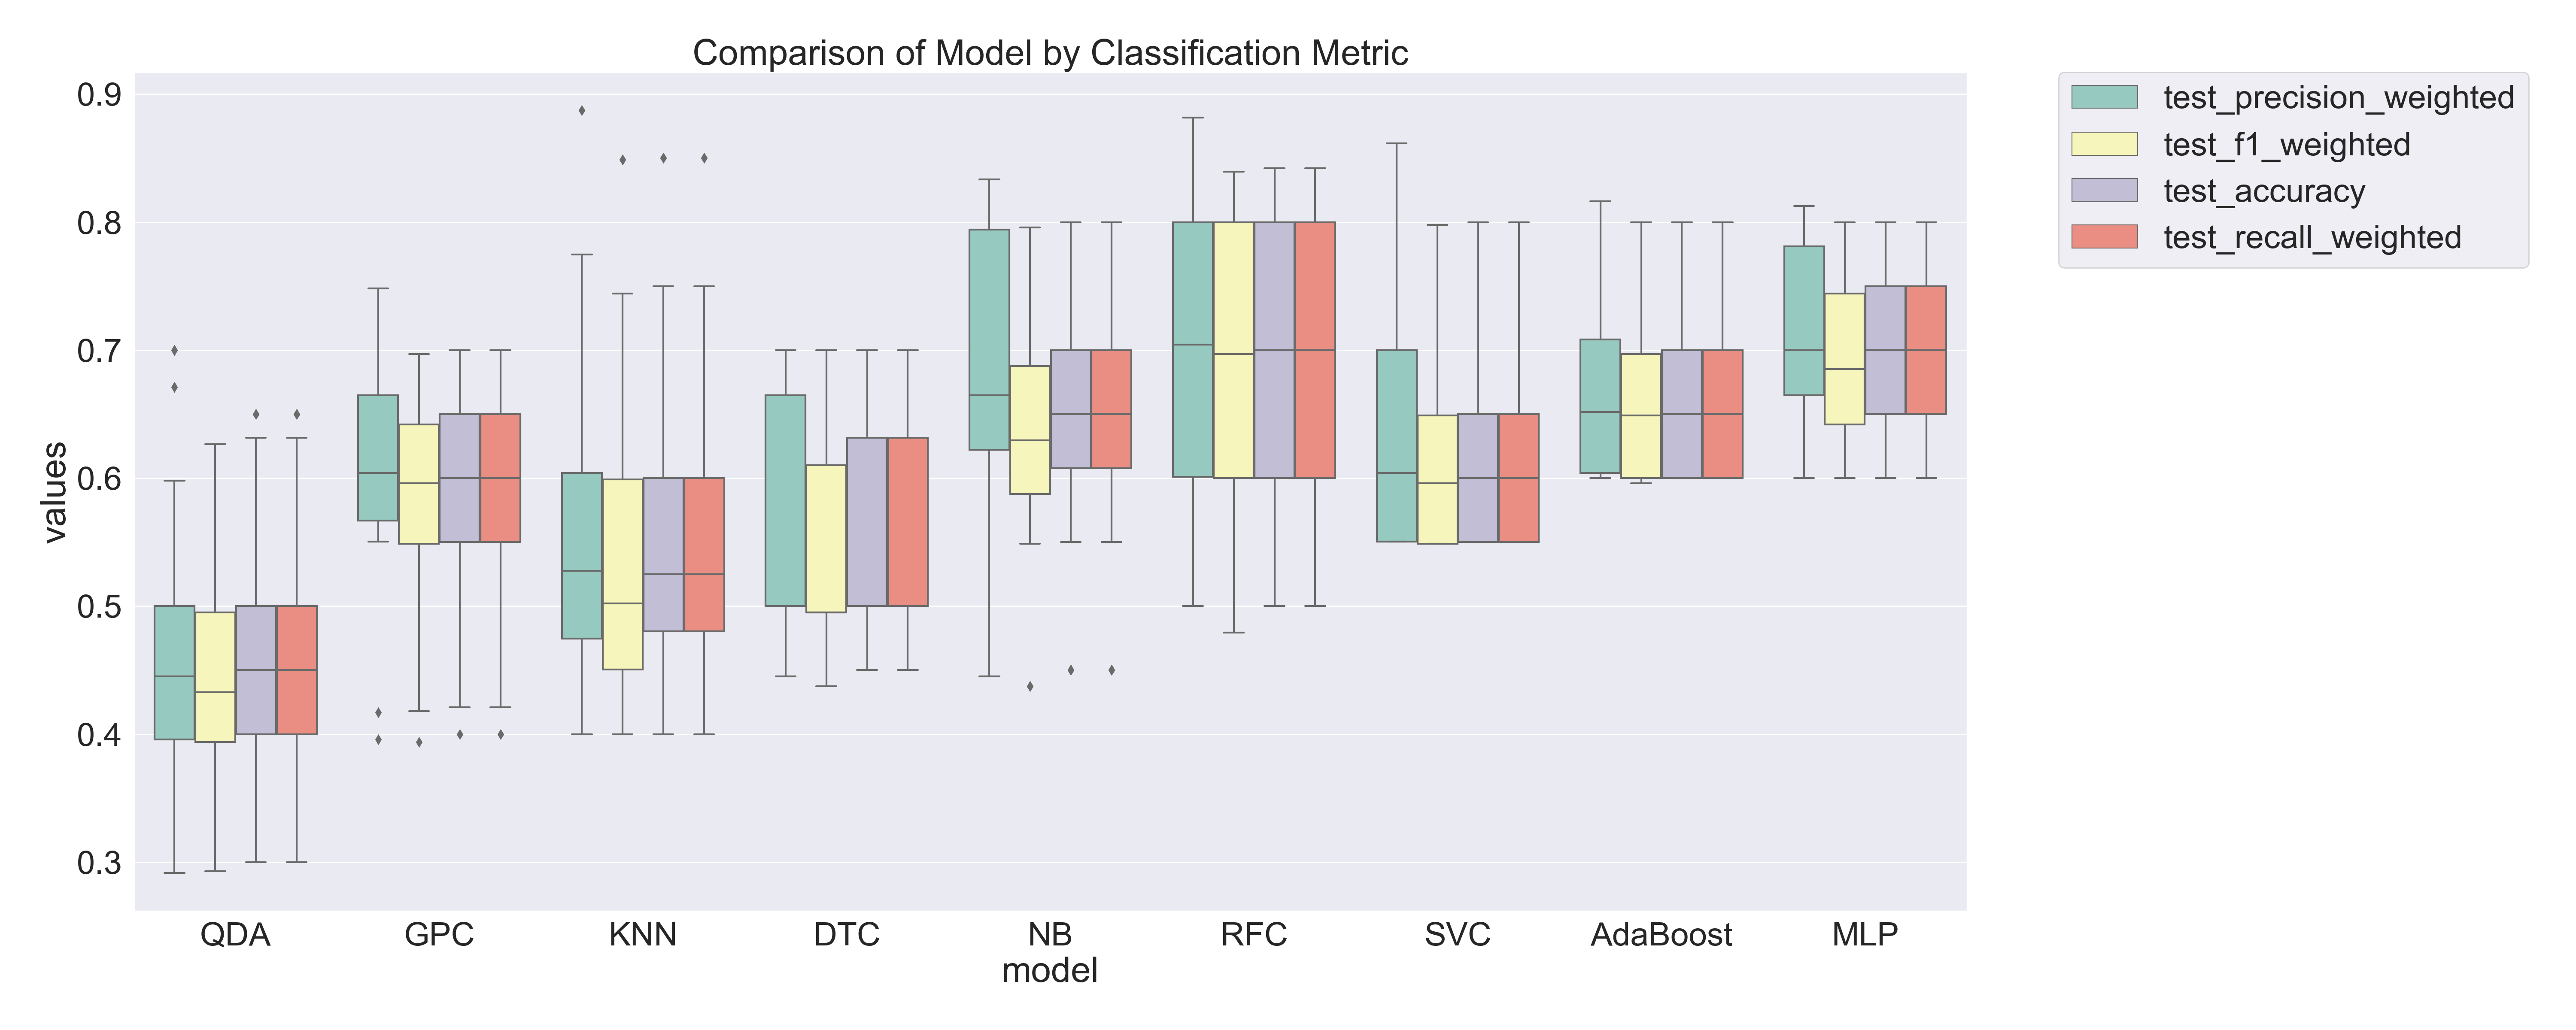 Comparison of Model by Classification Metric
values
0.9
0.8
0.7
0.6
0.5
0.4
0.3
QDA GPC KNN DTC NB RFC SVC AdaBoost MLP
model
test_precision_weighted
test_f1_weighted
test_accuracy
test_recall_weighted